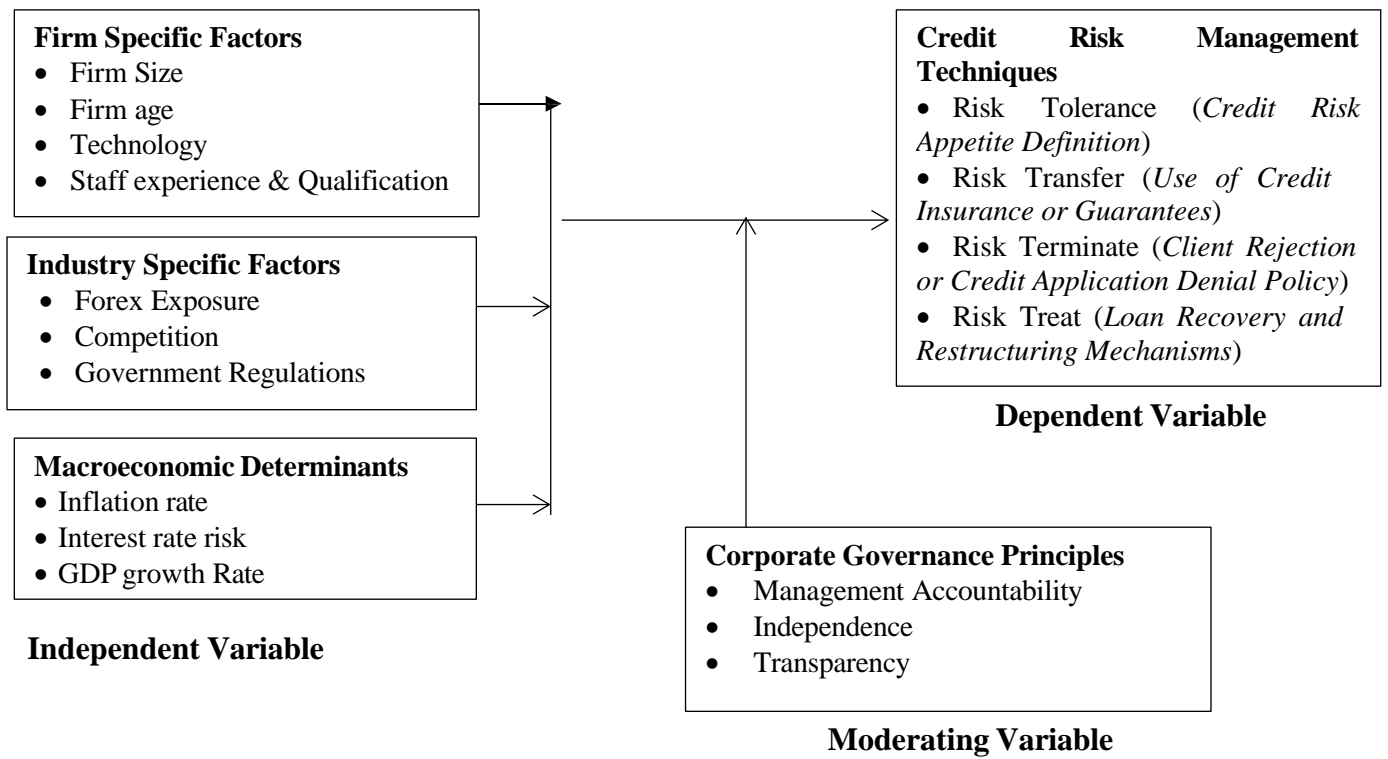 Firm Specific Factors
• Firm Size
• Firm age
• Technology
• Staff experience & Qualification
Industry Specific Factors
• Forex Exposure
• Competition
• Government Regulations
Macroeconomic Determinants
• Inflation rate
• Interest rate risk
• GDP growth Rate
Independent Variable
Credit Risk Management
Techniques
• Risk Tolerance (Credit Risk
Appetite Definition)
• Risk Transfer (Use of Credit
Insurance or Guarantees)
• Risk Terminate (Client Rejection
or Credit Application Denial Policy)
• Risk Treat (Loan Recovery and
Restructuring Mechanisms)
Dependent Variable
Corporate Governance Principles
• Management Accountability
• Independence
• Transparency
Moderating Variable